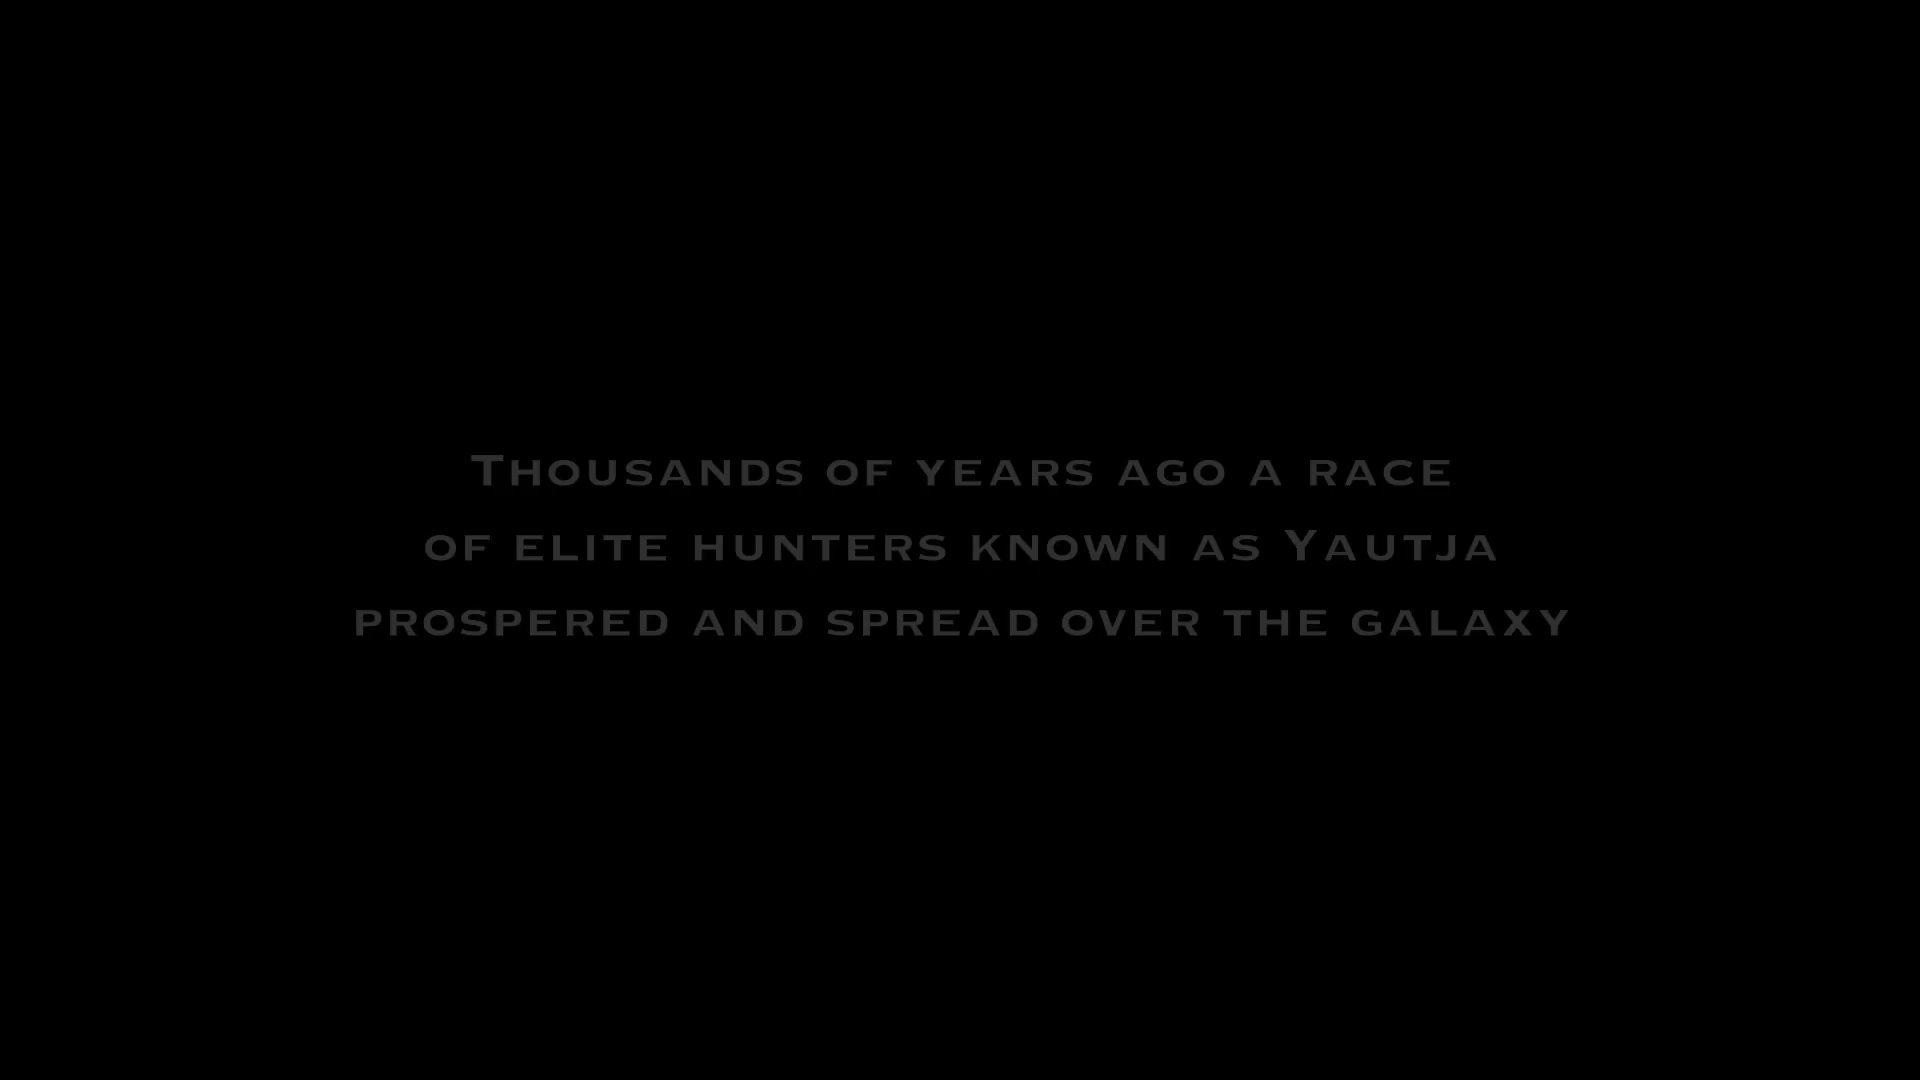 Thousands of years ago a race
of elite hunters known as Yautja
prospered and spread over the galaxy